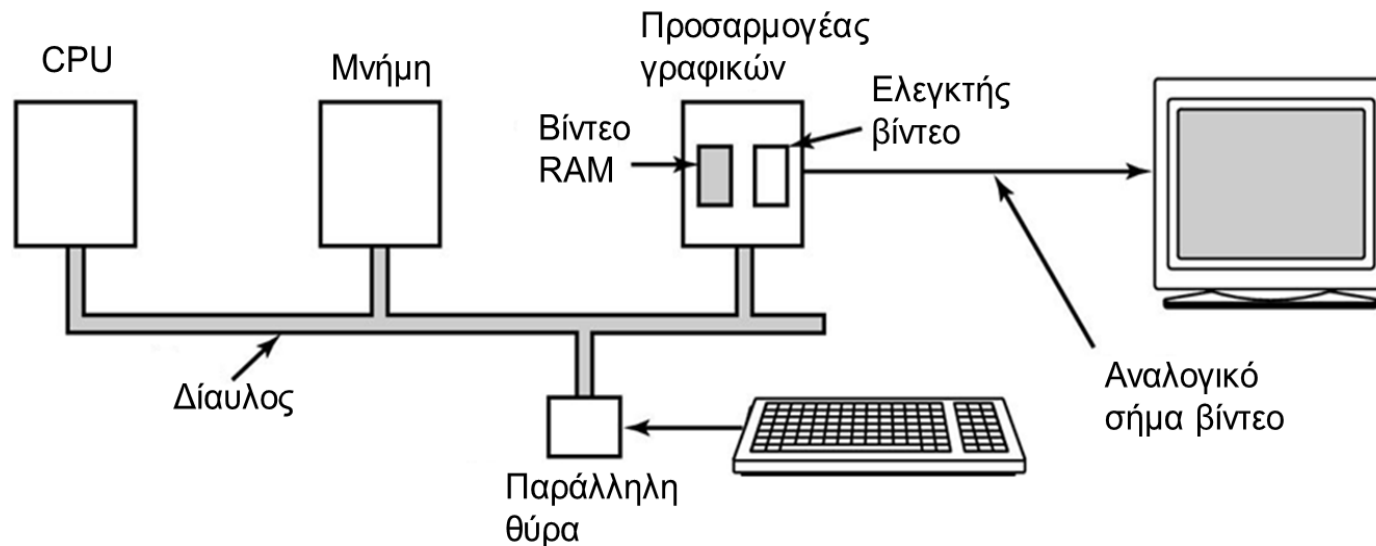 CPU
Μνήμη
Προσαρμογέας
γραφικών
Βίντεο
RAM
Ελεγκτής
βίντεο
Δίαυλος
Παράλληλη
θύρα
Αναλογικό
σήμα βίντεο